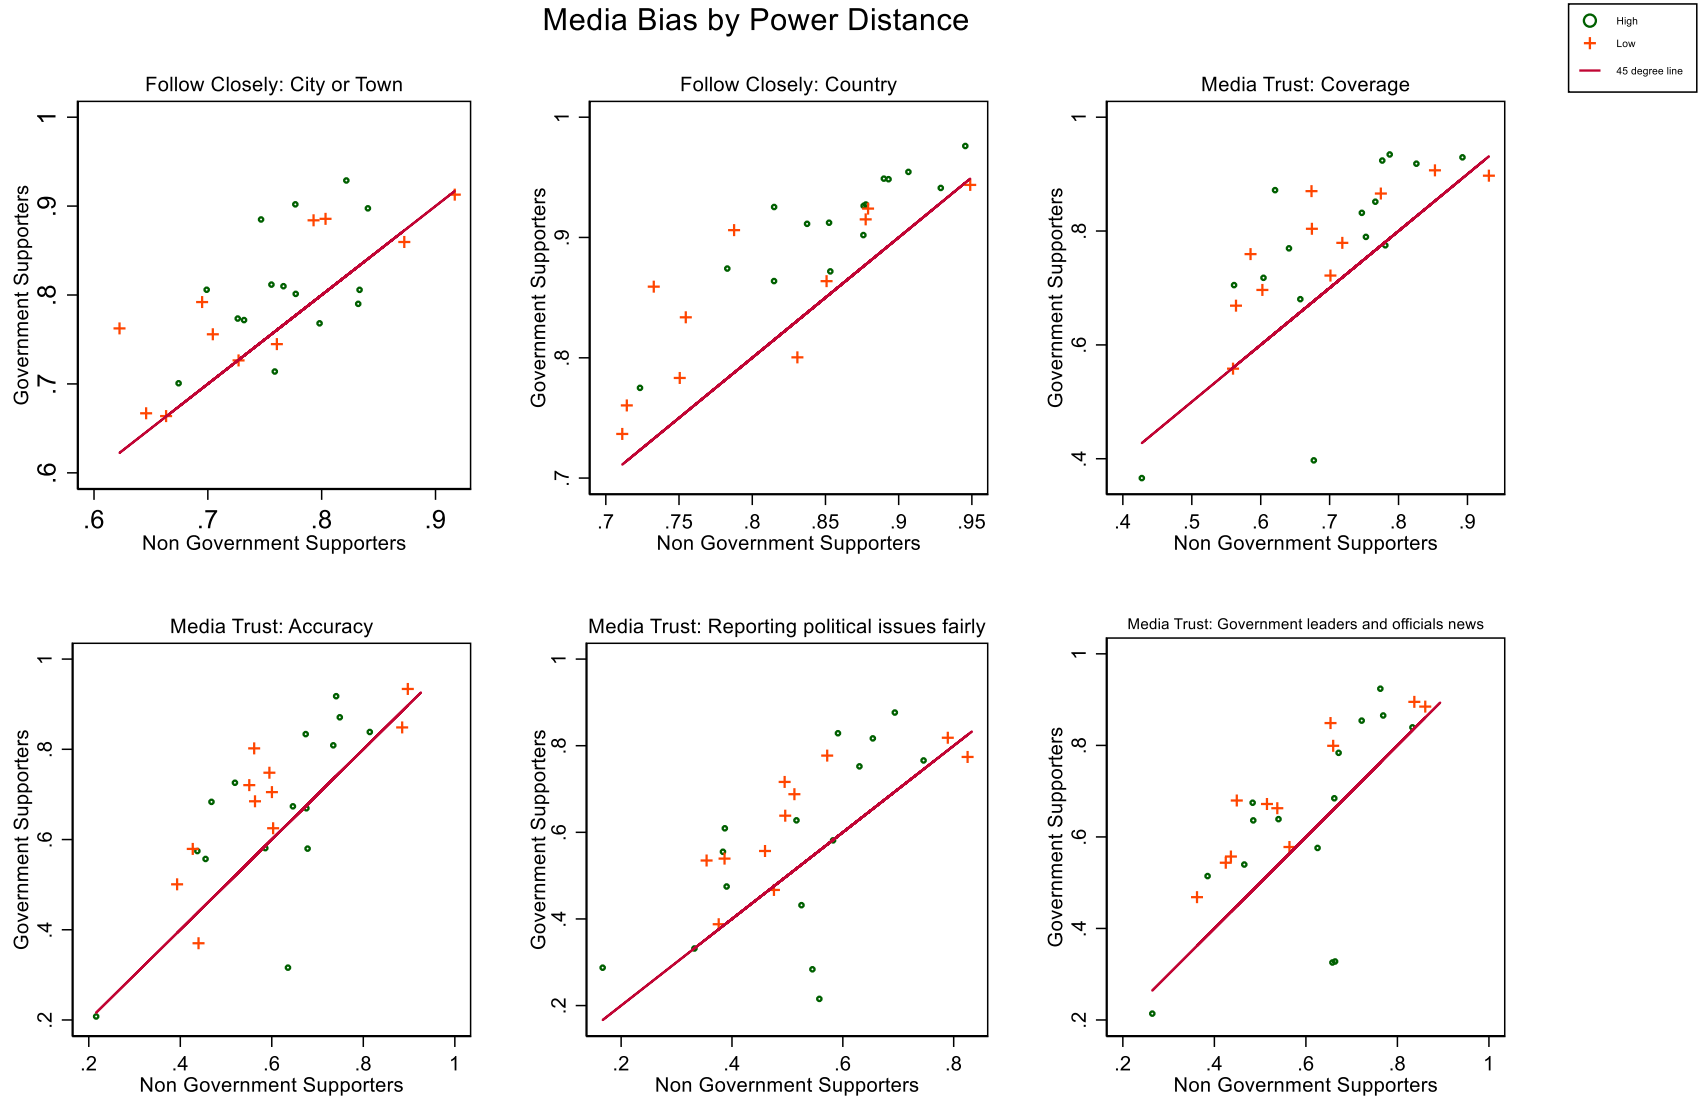 Media Bias by Power Distance
High
Low
45 degree line
Follow Closely: City or Town
Government Supporters
1
.9
.8
.7
.6
.6 .7 .8 .9
Non Government Supporters
Follow Closely: Country
Government Supporters
1
.9
.8
.7
.7 .75 .8 .85 .9 .95
Non Government Supporters
Media Trust: Coverage
Government Supporters
1
.8
.6
.4
.4 .5 .6 .7 .8 .9
Non Government Supporters
Media Trust: Accuracy
Government Supporters
1
.8
.6
.4
.2
.2 .4 .6 .8 1
Non Government Supporters
Media Trust: Reporting political issues fairly
Government Supporters
1
.8
.6
.4
.2
.2 .4 .6 .8
Non Government Supporters
Media Trust: Government leaders and officials news
Government Supporters
1
.8
.6
.4
.2
.2 .4 .6 .8 1
Non Government Supporters